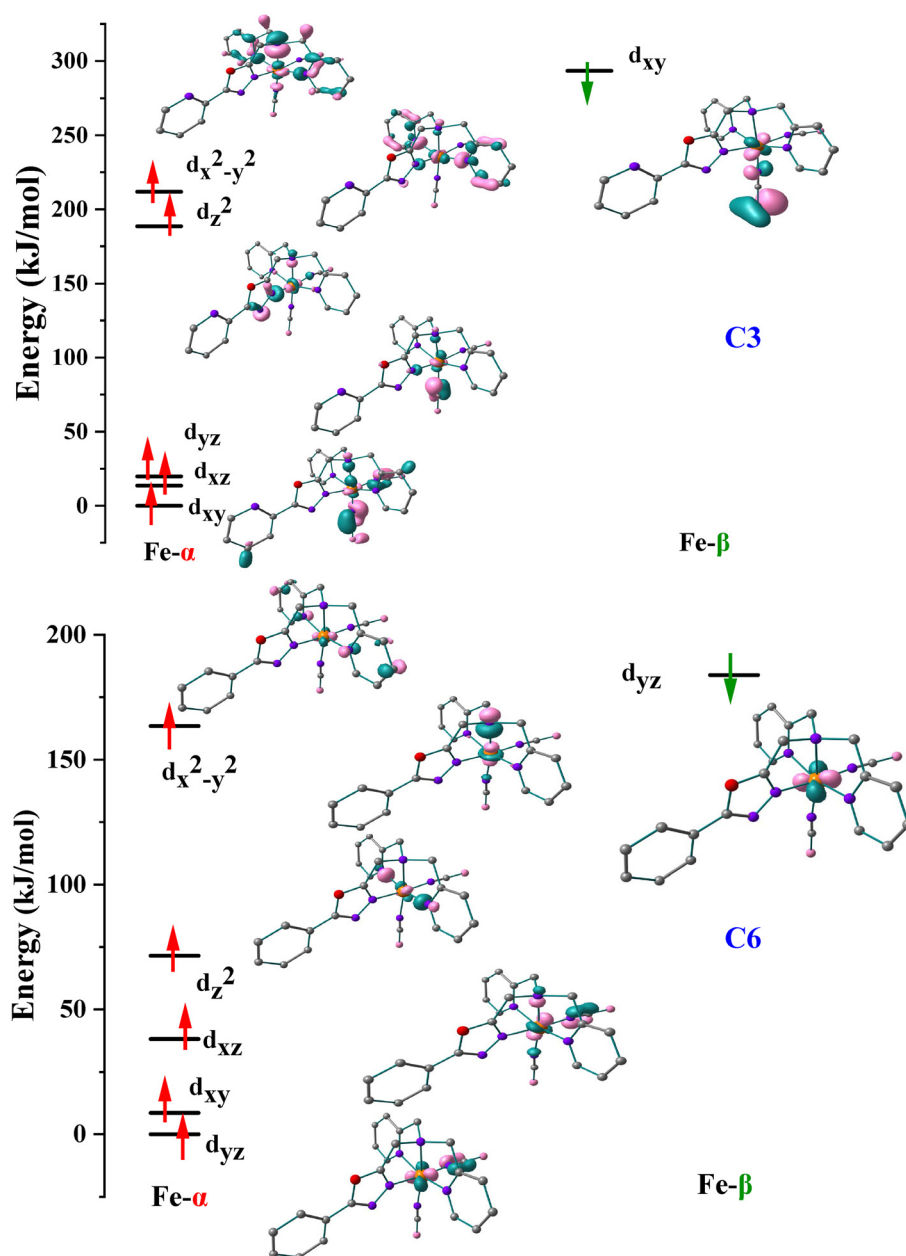 300
250
200
150
100
50
0
Energy (kJ/mol)
dxy
dx²-y²
dz²
C3
dyz
dxz
dxy
Fe-α
Fe-β
200
150
100
50
0
Energy (kJ/mol)
dyz
dx²-y²
C6
dz²
dxz
dxy
dyz
Fe-α
Fe-β